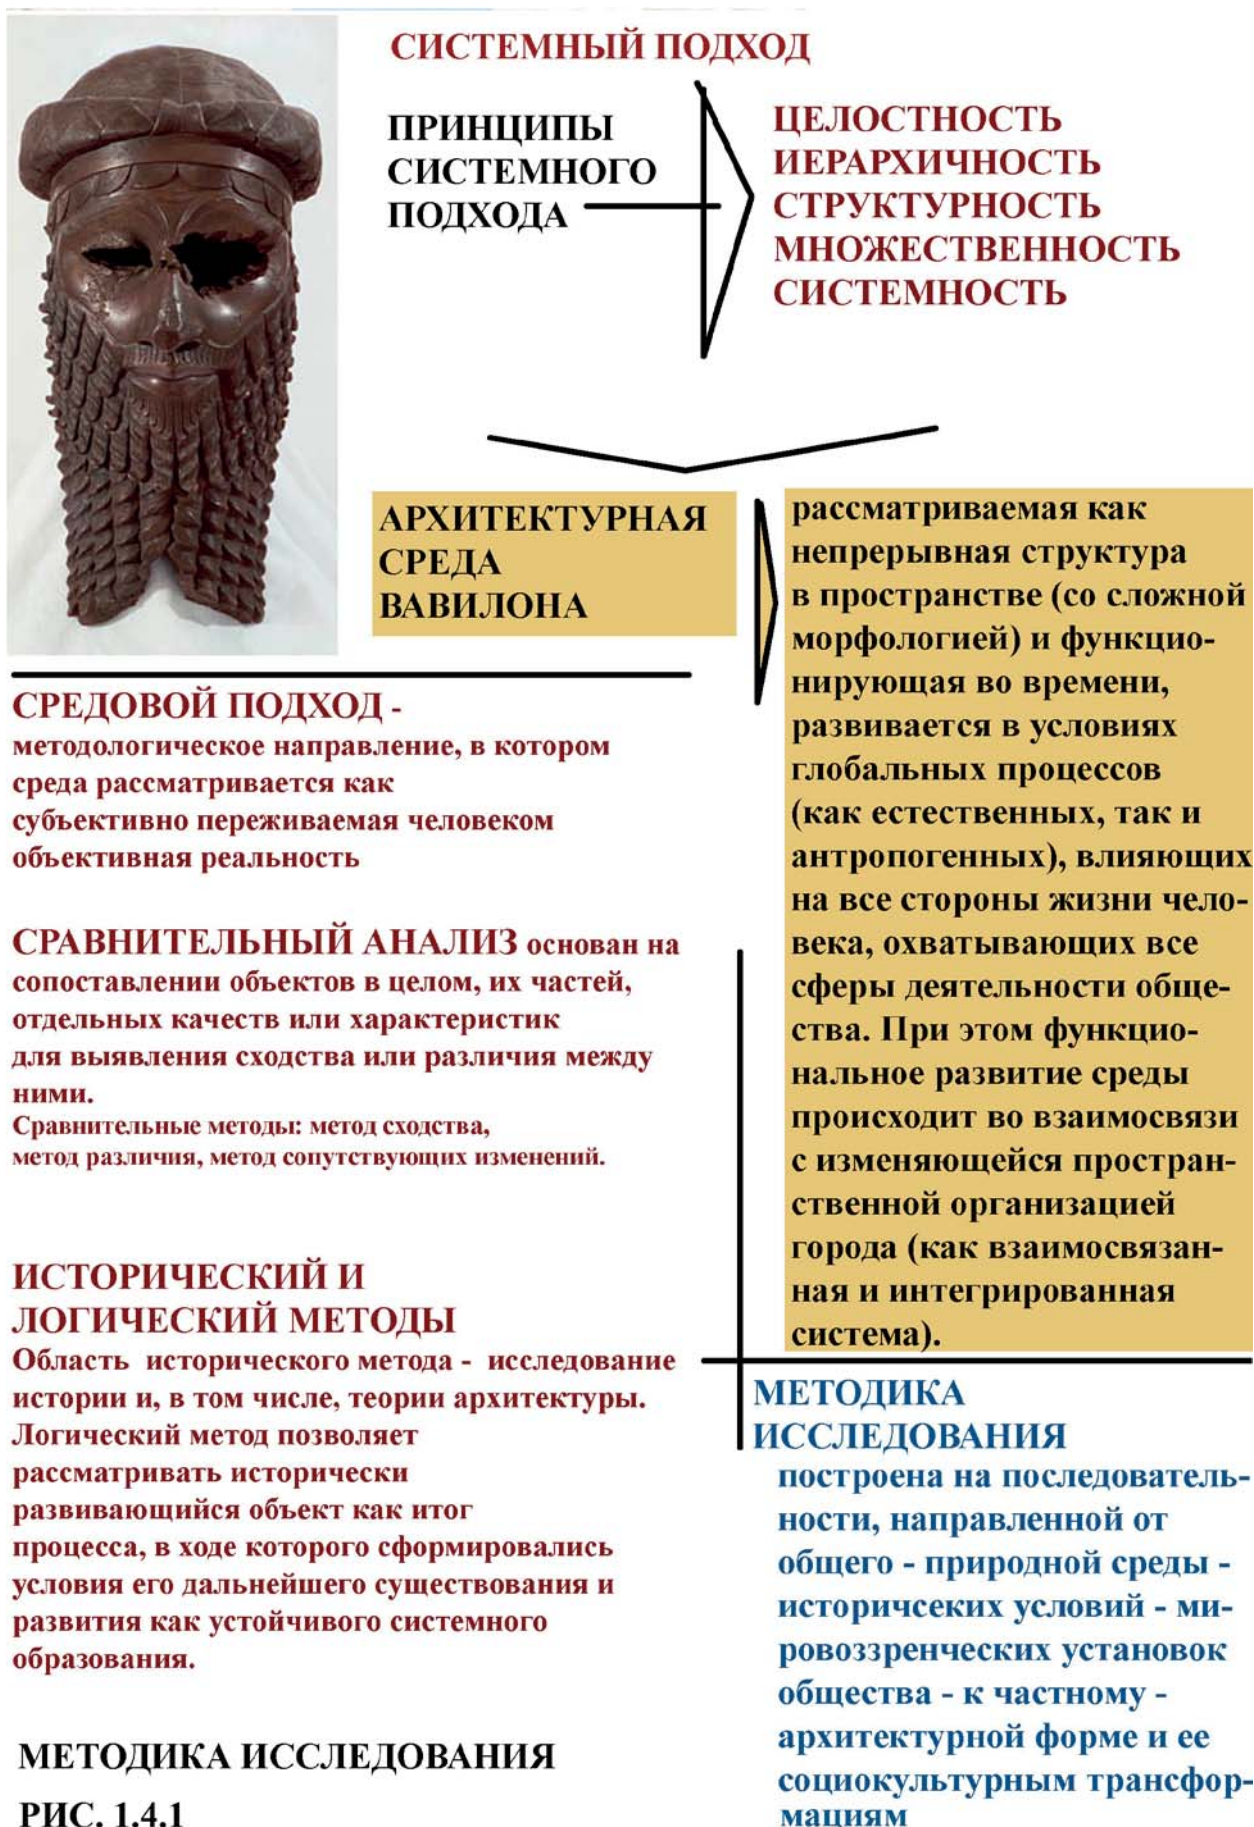 СИСТЕМНЫЙ ПОДХОД
ПРИНЦИПЫ
СИСТЕМНОГО
ПОДХОДА
ЦЕЛОСТНОСТЬ
ИЕРАРХИЧНОСТЬ
СТРУКТУРНОСТЬ
МНОЖЕСТВЕННОСТЬ
СИСТЕМНОСТЬ
АРХИТЕКТУРНАЯ
СРЕДА
ВАВИЛОНА
рассматриваемая как
непрерывная структура
в пространстве (со сложной
морфологией) и функцио-
нирующая во времени,
развивается в условиях
глобальных процессов
(как естественных, так и
антропогенных), влияющих
на все стороны жизни чело-
века, охватывающих все
сферы деятельности обще-
ства. При этом функцио-
нальное развитие среды
происходит во взаимосвязи
с изменяющейся простран-
ственной организацией
города (как взаимосвязан-
ная и интегрированная
система).
СРЕДОВОЙ ПОДХОД -
методологическое направление, в котором
среда рассматривается как
субъективно переживаемая человеком
объективная реальность
СРАВНИТЕЛЬНЫЙ АНАЛИЗ основан на
сопоставлении объектов в целом, их частей,
отдельных качеств или характеристик
для выявления сходства или различия между
ними.
Сравнительные методы: метод сходства,
метод различия, метод сопутствующих изменений.
ИСТОРИЧЕСКИЙ И
ЛОГИЧЕСКИЙ МЕТОДЫ
Область исторического метода - исследование
истории и, в том числе, теории архитектуры.
Логический метод позволяет
рассматривать исторически
развивающийся объект как итог
процесса, в ходе которого сформировались
условия его дальнейшего существования и
развития как устойчивого системного
образования.
МЕТОДИКА
ИССЛЕДОВАНИЯ
построена на последователь-
ности, направленной от
общего - природной среды -
историчсеких условий - ми-
ровоззренческих установок
общества - к частному -
архитектурной форме и ее
социокультурным трансфор-
мациям
МЕТОДИКА ИССЛЕДОВАНИЯ
РИС. 1.4.1